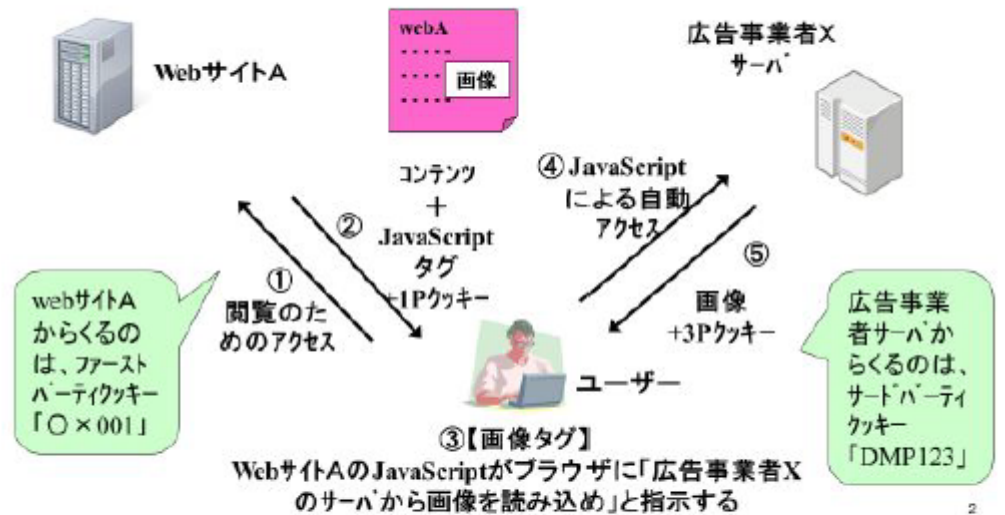 WebサイトA
webA
画像
広告事業者X
サーバ
コンテンツ
＋
JavaScript
タグ
+1Pクッキー
②
①
閲覧のた
めのアクセス
④JavaScript
による自動
アクセス
⑤
画像
+3Pクッキー
webサイトA
からくるの
は、ファースト
パーティクッキー
「○×001」
広告事業
者サーバか
らくるのは、
サードパーティ
クッキー
「DMP123」
ユーザー
③【画像タグ】
WebサイトAのJavaScriptがブラウザに「広告事業者X
のサーバから画像を読み込め」と指示する
2